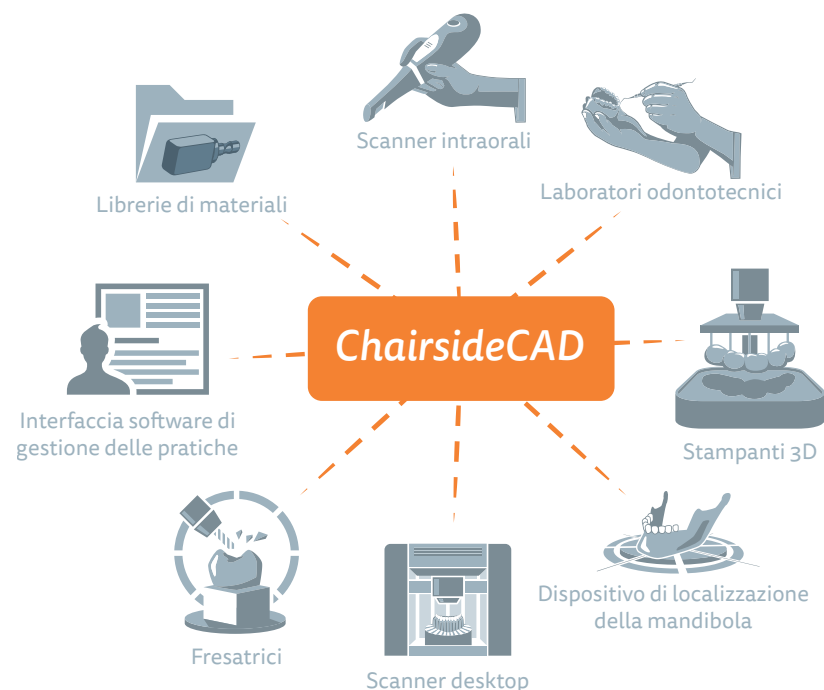 Scanner intraorali
Librerie di materiali
Laboratori odontotecnici
ChairsideCAD
Interfaccia software di
gestione delle pratiche
Stampanti 3D
Fresatrici
Scanner desktop
Dispositivo di localizzazione
della mandibola